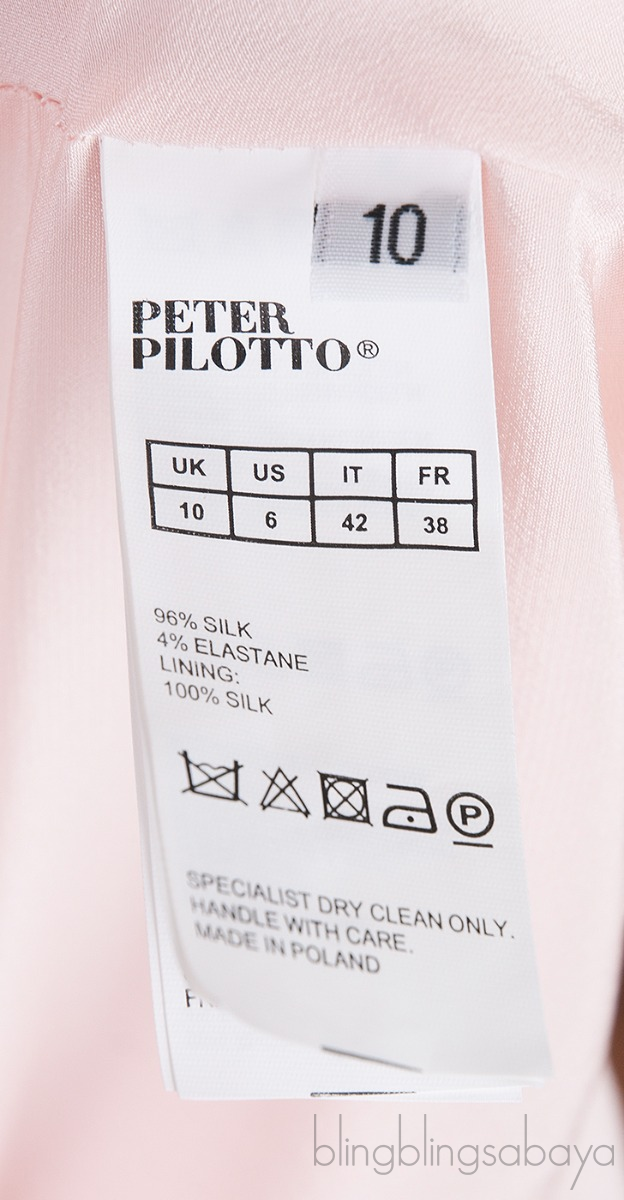 10
PETER
PILOTTO®
UK US IT FR
10 6 42 38
96% SILK
4% ELASTANE
LINING:
100% SILK
P
SPECIALIST DRY CLEAN ONLY.
HANDLE WITH CARE.
MADE IN POLAND
blingblingsabaya